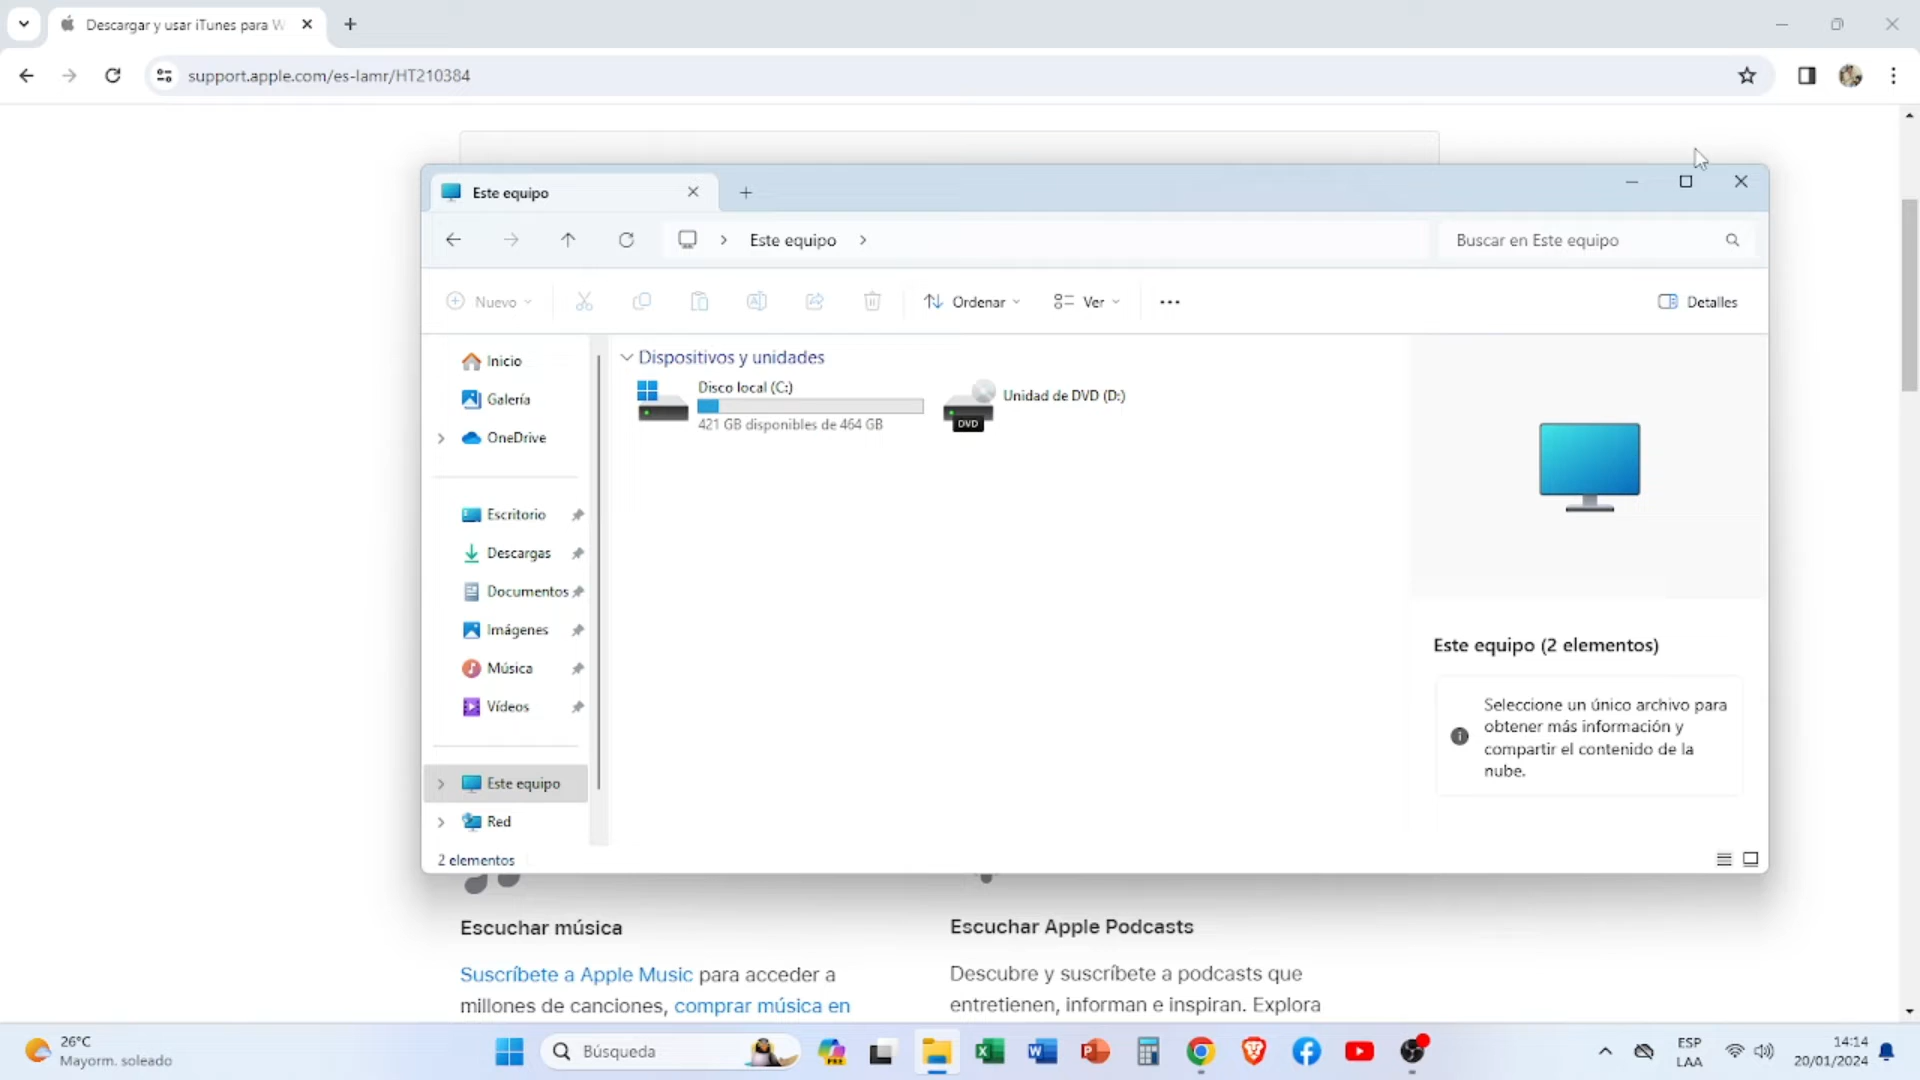 Descargar y usar iTunes para W
support.apple.com/es-lamr/HT210384
Este equipo
Este equipo
Buscar en Este equipo
Nuevo
Ordenar
Ver
Detalles
Inicio
Galería
OneDrive
Escritorio
Descargas
Documentos
Imágenes
Música
Vídeos
Este equipo
Red
Dispositivos y unidades
Disco local (C:)
421 GB disponibles de 464 GB
DVD
Unidad de DVD (D:)
Este equipo (2 elementos)
Seleccione un único archivo para
obtener más información y
compartir el contenido de la
nube.
2 elementos
Escuchar música
Suscríbete a Apple Music para acceder a
millones de canciones, comprar música en
Escuchar Apple Podcasts
Descubre y suscríbete a podcasts que
entretienen, informan e inspiran. Explora
26°C
Mayorm. soleado
Búsqueda
PRE
ESP
LAA
14:14
20/01/2024